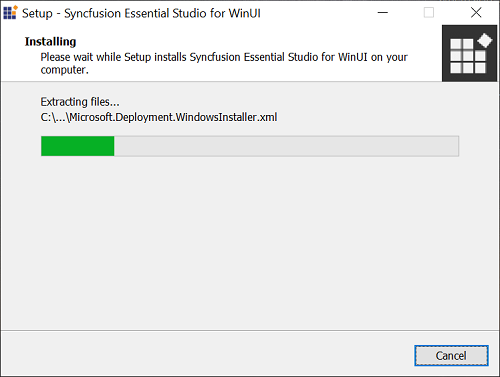 Setup - Syncfusion Essential Studio for WinUI
Installing
Please wait while Setup installs Syncfusion Essential Studio for WinUI on your
computer.
Extracting files...
C:\...\Microsoft.Deployment.WindowsInstaller.xml
Cancel